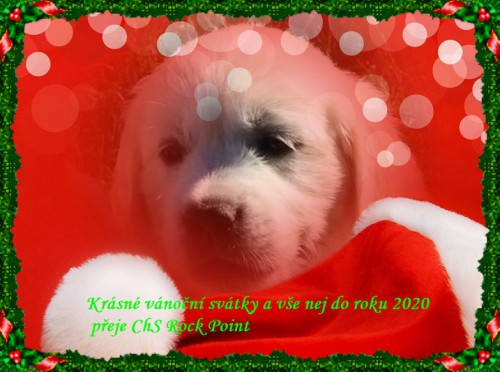 Krásné vánoční svátky a vše nej do roku 2020
přeje ChS Rock Point